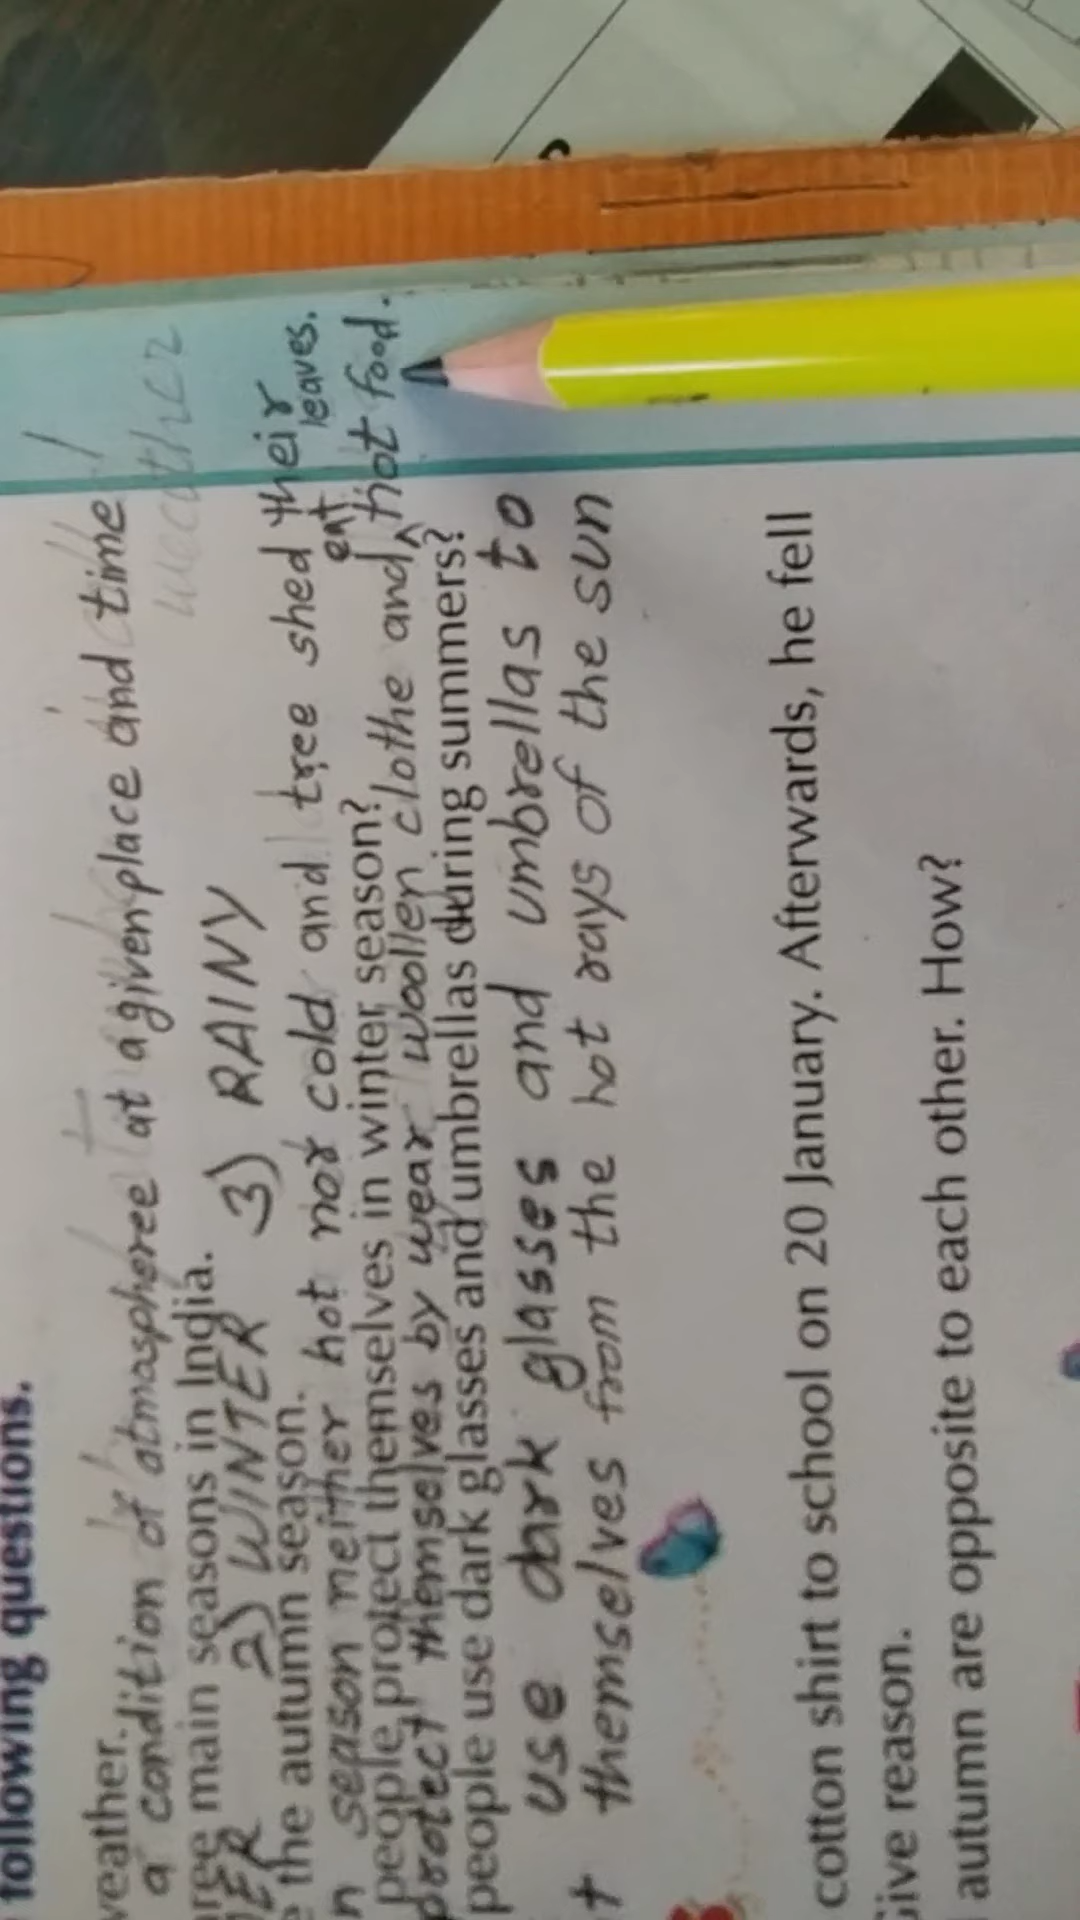 following questions.
weather.
a condition of atmospheree at a given place and time
weather
three main seasons in India.
2) WINTER 3) RAINY
the autumn season.
season neither hot nor cold and tree shed their leaves.
people protect themselves in winter season?
protect themselves by wear woollen clothe and eat hot food.
people use dark glasses and umbrellas during summers?
use dark glasses and umbrellas to
themselves from the hot rays of the sun
cotton shirt to school on 20 January. Afterwards, he fell
Give reason.
autumn are opposite to each other. How?